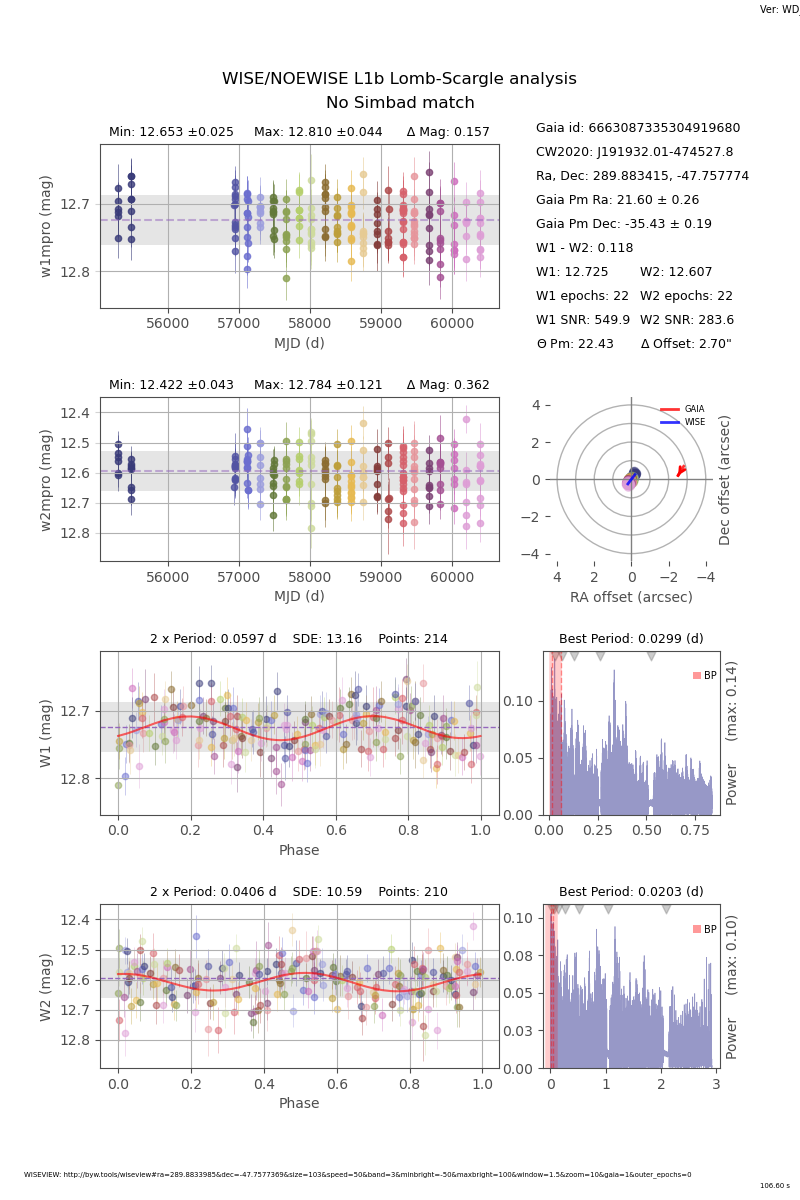 Ver: WD_
WISE/NOEWISE L1b Lomb-Scargle analysis
No Simbad match
Min: 12.653 ±0.025 Max: 12.810 ±0.044 Δ Mag: 0.157
12.7
12.8
w1mpro (mag)
56000 57000 58000 59000 60000
MJD (d)
Gaia id: 6663087335304919680
CW2020: J191932.01-474527.8
Ra, Dec: 289.883415, -47.757774
Gaia Pm Ra: 21.60 ± 0.26
Gaia Pm Dec: -35.43 ± 0.19
W1 - W2: 0.118
W1: 12.725 W2: 12.607
W1 epochs: 22 W2 epochs: 22
W1 SNR: 549.9 W2 SNR: 283.6
Θ Pm: 22.43 Δ Offset: 2.70"
Min: 12.422 ±0.043 Max: 12.784 ±0.121 Δ Mag: 0.362
12.4
12.5
12.6
12.7
12.8
w2mpro (mag)
56000 57000 58000 59000 60000
MJD (d)
GAIA
WISE
4
2
0
−2
−4
4 2 0 −2 −4
RA offset (arcsec)
Dec offset (arcsec)
2 x Period: 0.0597 d SDE: 13.16 Points: 214
12.7
12.8
W1 (mag)
0.0 0.2 0.4 0.6 0.8 1.0
Phase
Best Period: 0.0299 (d)
BP
0.10
0.05
0.00
0.00 0.25 0.50 0.75
Power (max: 0.14)
2 x Period: 0.0406 d SDE: 10.59 Points: 210
12.4
12.5
12.6
12.7
12.8
W2 (mag)
0.0 0.2 0.4 0.6 0.8 1.0
Phase
Best Period: 0.0203 (d)
BP
0.10
0.08
0.05
0.03
0.00
0 1 2 3
Power (max: 0.10)
WISEVIEW: http://byw.tools/wiseview#ra=289.8833985&dec=-47.7577369&size=103&speed=50&band=3&minbright=-50&maxbright=100&window=1.5&zoom=10&gaia=1&outer_epochs=0
106.60 s